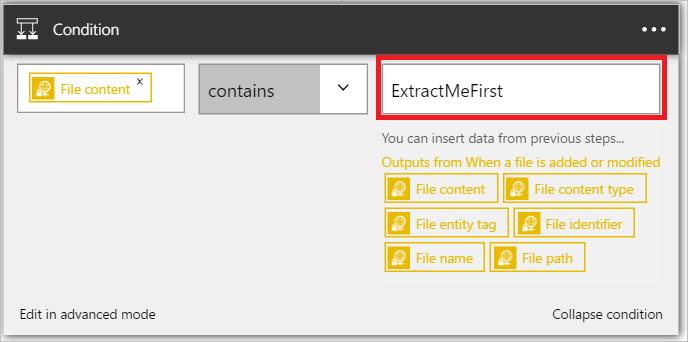 Condition
File content x
contains
ExtractMeFirst
You can insert data from previous steps...
Outputs from When a file is added or modified
File content File content type
File entity tag File identifier
File name File path
Edit in advanced mode
Collapse condition